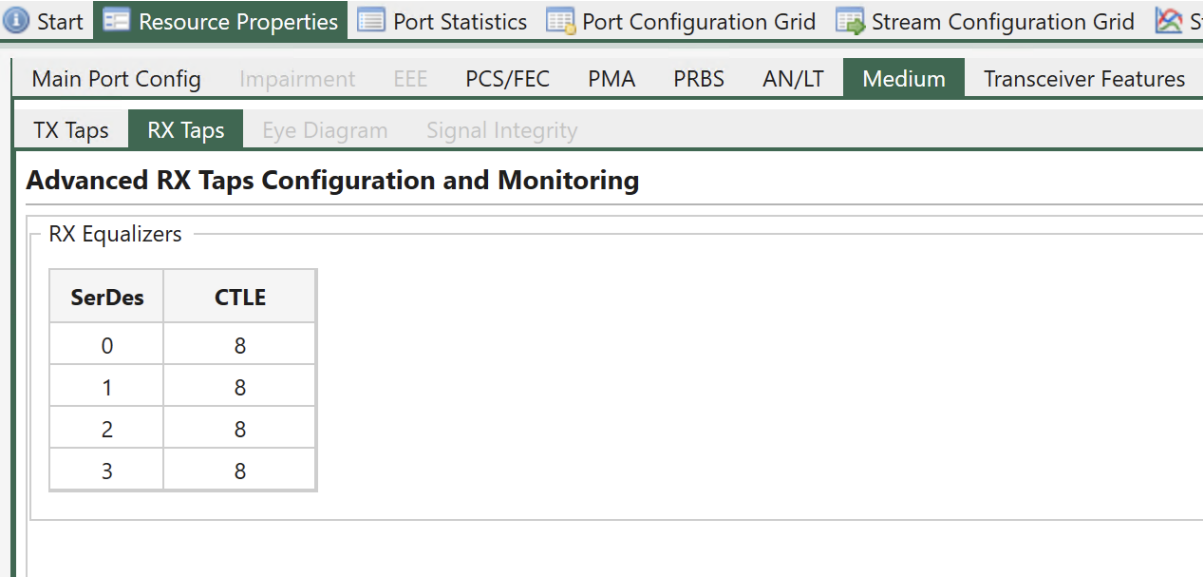 Start Resource Properties Port Statistics Port Configuration Grid Stream Configuration Grid
Main Port Config Impairment EEE PCS/FEC PMA PRBS AN/LT Medium Transceiver Features
TX Taps RX Taps Eye Diagram Signal Integrity
Advanced RX Taps Configuration and Monitoring
RX Equalizers
SerDes CTLE
0 8
1 8
2 8
3 8